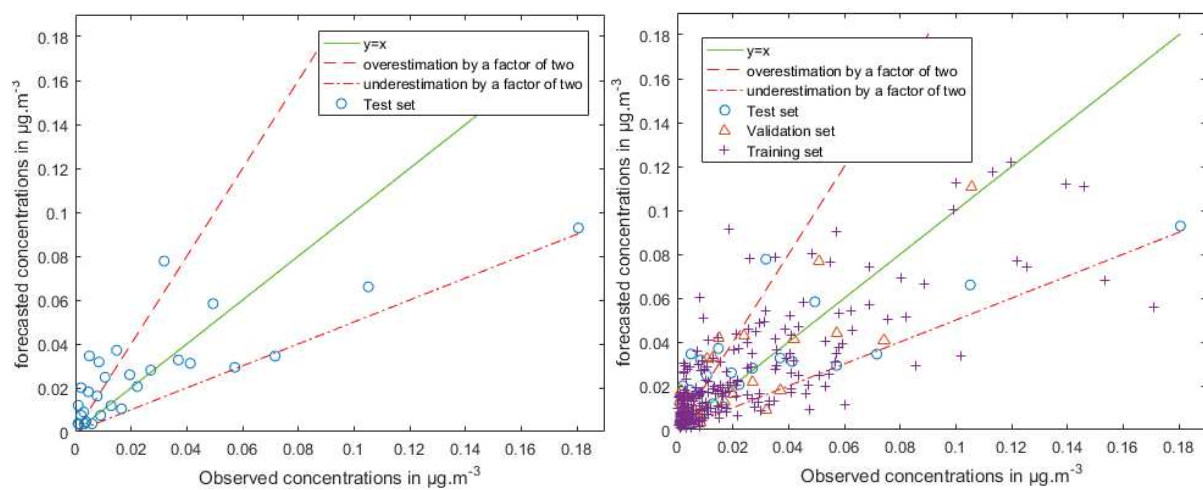 0.18
0.16
0.14
0.12
0.1
0.08
0.06
0.04
0.02
0
forecasted concentrations in µg.m-3
0 0.02 0.04 0.06 0.08 0.1 0.12 0.14 0.16 0.18
Observed concentrations in µg.m-3
y=x
overestimation by a factor of two
underestimation by a factor of two
Test set
0.18
0.16
0.14
0.12
0.1
0.08
0.06
0.04
0.02
0
forecasted concentrations in µg.m-3
0 0.02 0.04 0.06 0.08 0.1 0.12 0.14 0.16 0.18
Observed concentrations in µg.m-3
y=x
overestimation by a factor of two
underestimation by a factor of two
Test set
Validation set
Training set